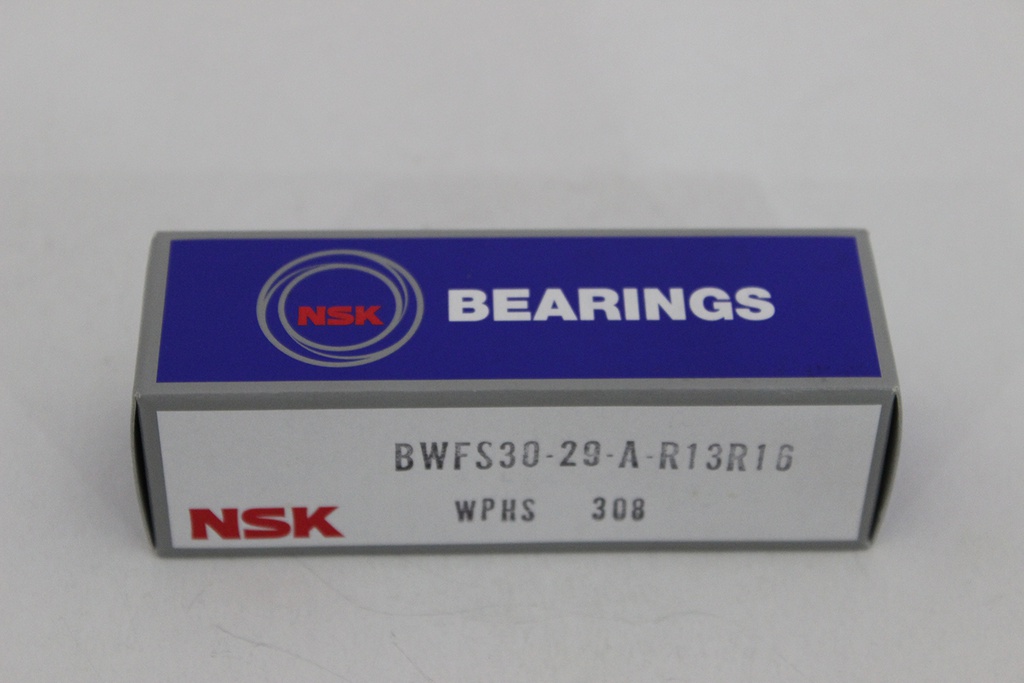 NSK BEARINGS
BWFS30-29-A-R13R16
WPHS 308
NSK